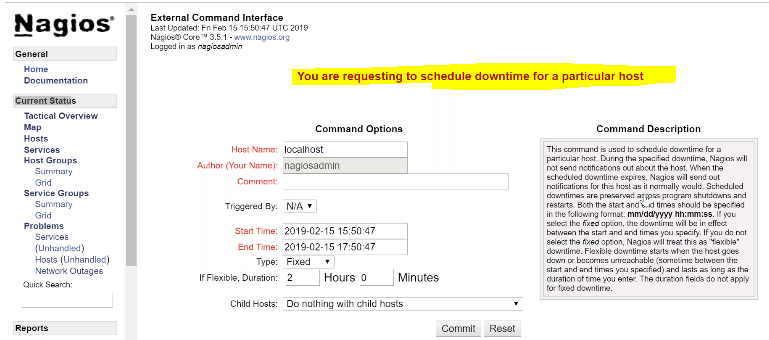 Nagios®
General
Home
Documentation
Current Status
Tactical Overview
Map
Hosts
Services
Host Groups
Summary
Grid
Service Groups
Summary
Grid
Problems
Services
(Unhandled)
Hosts (Unhandled)
Network Outages
Quick Search:
Reports
External Command Interface
Last Updated: Fri Feb 15 15:50:47 UTC 2019
Nagios® Core™ 3.5.1 - www.nagios.org
Logged in as nagiosadmin
You are requesting to schedule downtime for a particular host
Command Options
Host Name: localhost
Author (Your Name): nagiosadmin
Comment:
Triggered By: N/A
Start Time: 2019-02-15 15:50:47
End Time: 2019-02-15 17:50:47
Type: Fixed
If Flexible, Duration: 2 Hours 0 Minutes
Child Hosts: Do nothing with child hosts
Commit Reset
Command Description
This command is used to schedule downtime for a
particular host. During the specified downtime, Nagios will
not send notifications out about the host. When the
scheduled downtime expires, Nagios will send out
notifications for this host as it normally would. Scheduled
downtimes are preserved across program shutdowns and
restarts. Both the start and end times should be specified
in the following format: mm/dd/yyyy hh:mm:ss. If you
select the fixed option, the downtime will be in effect
between the start and end times you specify. If you do not
select the fixed option, Nagios will treat this as "flexible"
downtime. Flexible downtime starts when the host goes
down or becomes unreachable (sometime between the
start and end times you specified) and lasts as long as the
duration of time you enter. The duration fields do not apply
for fixed downtime.